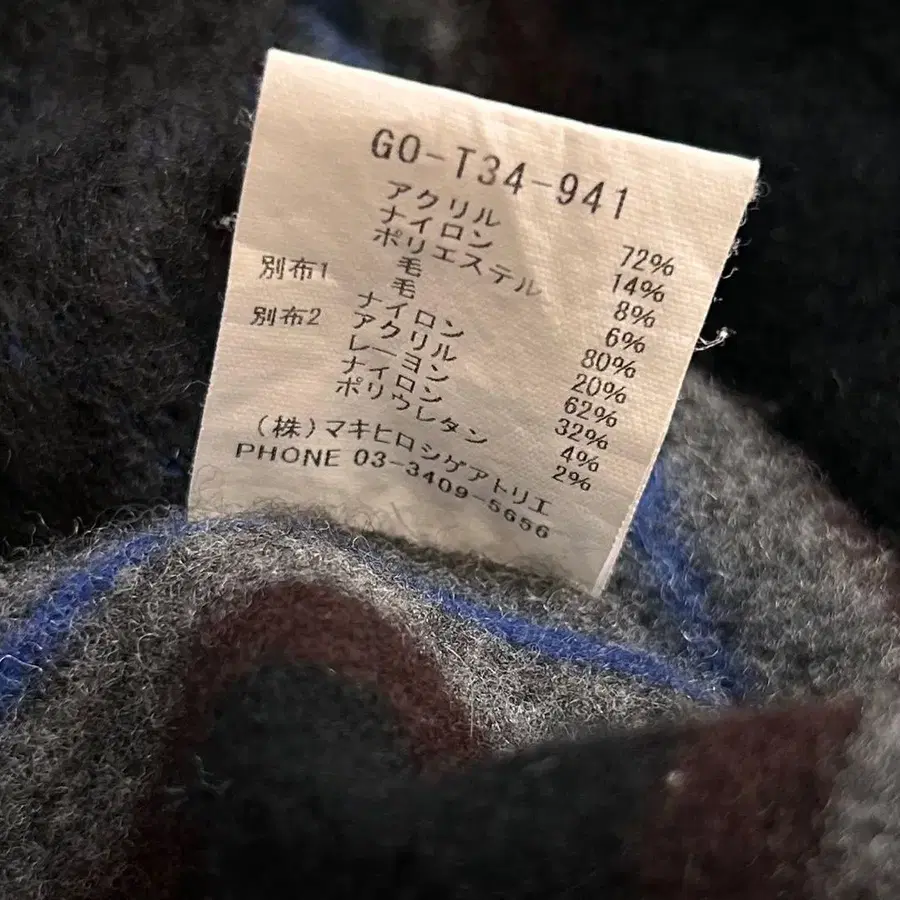 GO-T34-941
アクリル 72%
ナイロン 14%
ポリエステル 8%
毛 6%
別布1 毛 80%
ナイロン 20%
別布2 アクリル 62%
レーヨン 32%
ナイロン 4%
ポリウレタン 2%
(株)マキヒロシゲアトリエ
PHONE 03-3409-5656